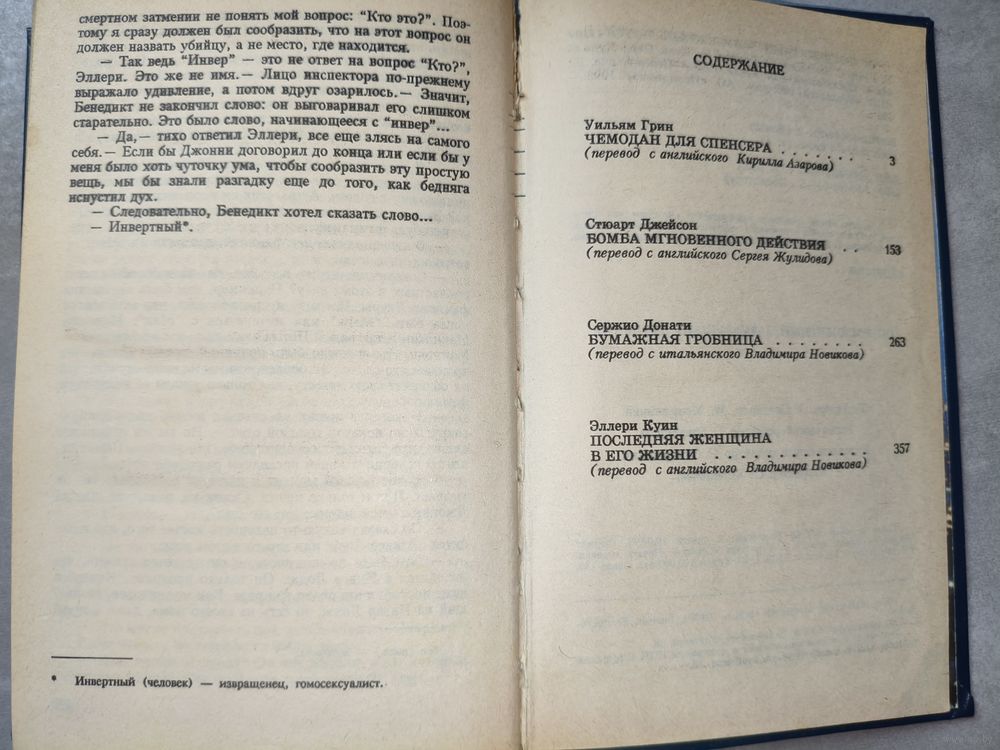 смертном затмении не понять мой вопрос: “Кто это?”. Поэ-
тому я сразу должен был сообразить, что на этот вопрос он
должен назвать убийцу, а не место, где находится.
— Так ведь “Инвер” — это не ответ на вопрос “Кто?”,
Эллери. Это же не имя.— Лицо инспектора по-прежнему
выражало удивление, а потом вдруг озарилось.— Значит,
Бенедикт не закончил слово: он выговаривал его слишком
старательно. Это было слово, начинающееся с “инвер”...
— Да,— тихо ответил Эллери, все еще злясь на самого
себя.— Если бы Джонни договорил до конца или если бы у
меня было хоть чуточку ума, чтобы сообразить эту простую
вещь, мы бы знали разгадку еще до того, как бедняга
испустил дух.
— Следовательно, Бенедикт хотел сказать слово...
— Инвертный*.
* Инвертный (человек) — извращенец, гомосексуалист.
СОДЕРЖАНИЕ
Уильям Грин
ЧЕМОДАН ДЛЯ СПЕНСЕРА . . . . . . . 3
(перевод с английского Кирилла Азарова)
Стюарт Джейсон
БОМБА МГНОВЕННОГО ДЕЙСТВИЯ . . 153
(перевод с английского Сергея Жулидова)
Сержио Донати
БУМАЖНАЯ ГРОБНИЦА . . . . . . . . 263
(перевод с итальянского Владимира Новикова)
Эллери Куин
ПОСЛЕДНЯЯ ЖЕНЩИНА
В ЕГО ЖИЗНИ . . . . . . . . . . . . . 357
(перевод с английского Владимира Новикова)